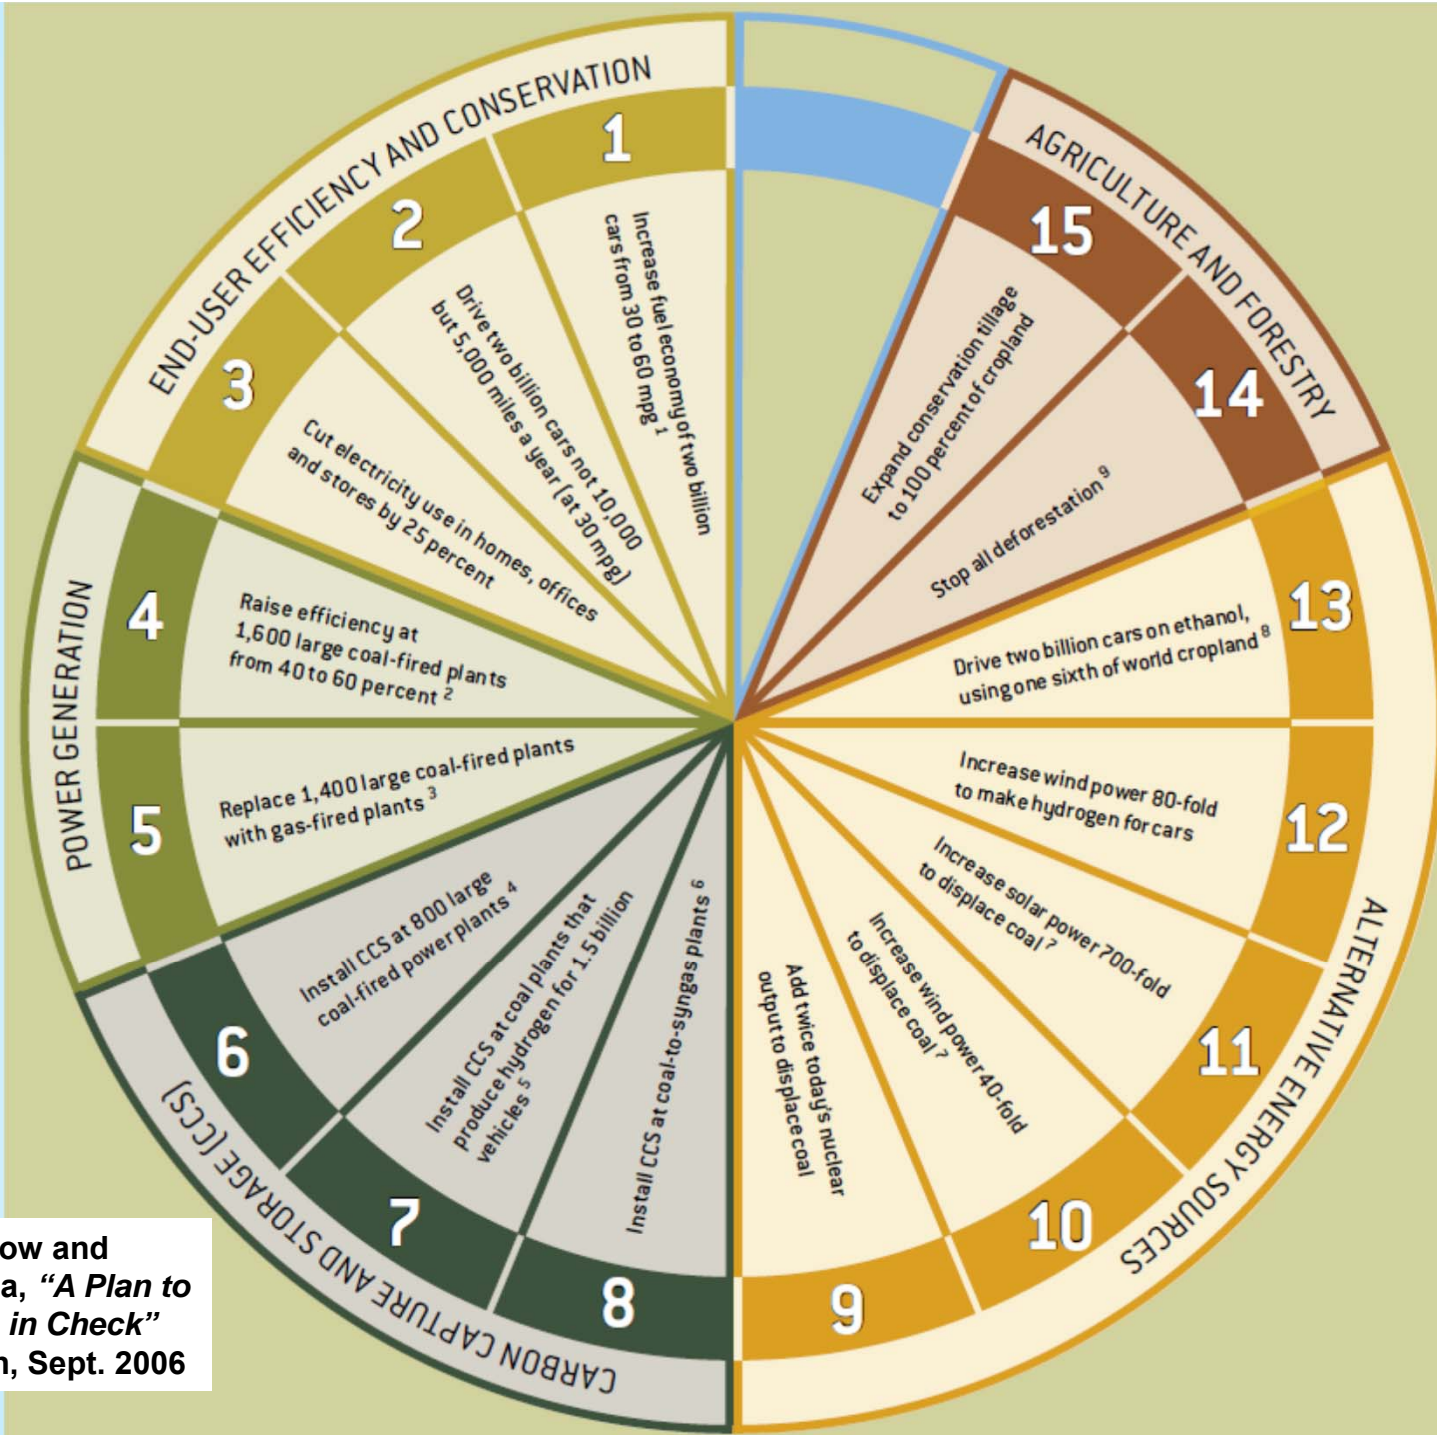 END-USER EFFICIENCY AND CONSERVATION
1
Increase fuel economy of two billion
cars from 30 to 60 mpg 1
2
Drive two billion cars not 10,000
but 5,000 miles a year (at 30 mpg)
3
Cut electricity use in homes, offices
and stores by 25 percent
POWER GENERATION
4
Raise efficiency at
1,600 large coal-fired plants
from 40 to 60 percent 2
5
Replace 1,400 large coal-fired plants
with gas-fired plants 3
CARBON CAPTURE AND STORAGE (CCS)
6
Install CCS at 800 large
coal-fired power plants 4
7
Install CCS at coal plants that
produce hydrogen for 1.5 billion
vehicles 5
8
Install CCS at coal-to-syngas plants 6
ALTERNATIVE ENERGY SOURCES
9
Add twice today's nuclear
output to displace coal
10
Increase wind power 40-fold
to displace coal 7
11
Increase solar power 700-fold
to displace coal 7
12
Increase wind power 80-fold
to make hydrogen for cars
13
Drive two billion cars on ethanol,
using one sixth of world cropland 8
AGRICULTURE AND FORESTRY
14
Stop all deforestation 9
15
Expand conservation tillage
to 100 percent of cropland
ow and
a, “A Plan to
in Check”
n, Sept. 2006